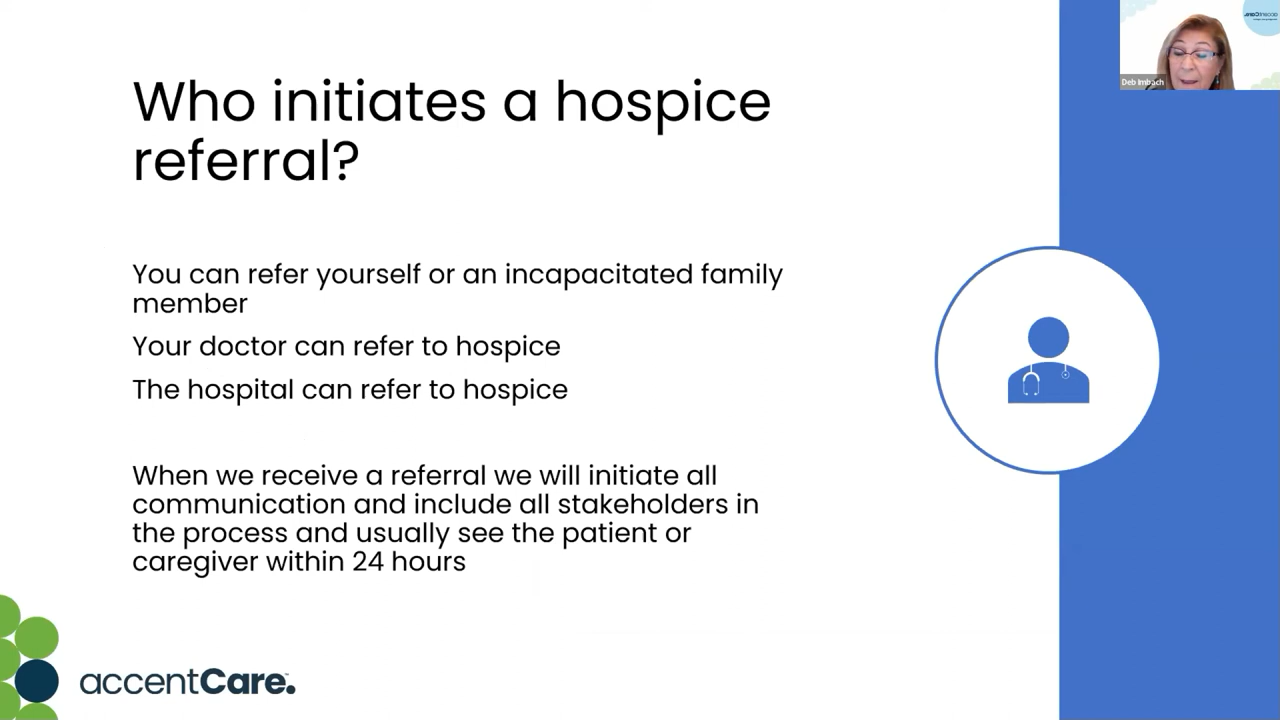 Who initiates a hospice
referral?
You can refer yourself or an incapacitated family
member
Your doctor can refer to hospice
The hospital can refer to hospice
When we receive a referral we will initiate all
communication and include all stakeholders in
the process and usually see the patient or
caregiver within 24 hours
accentCare.
Deb Imbach